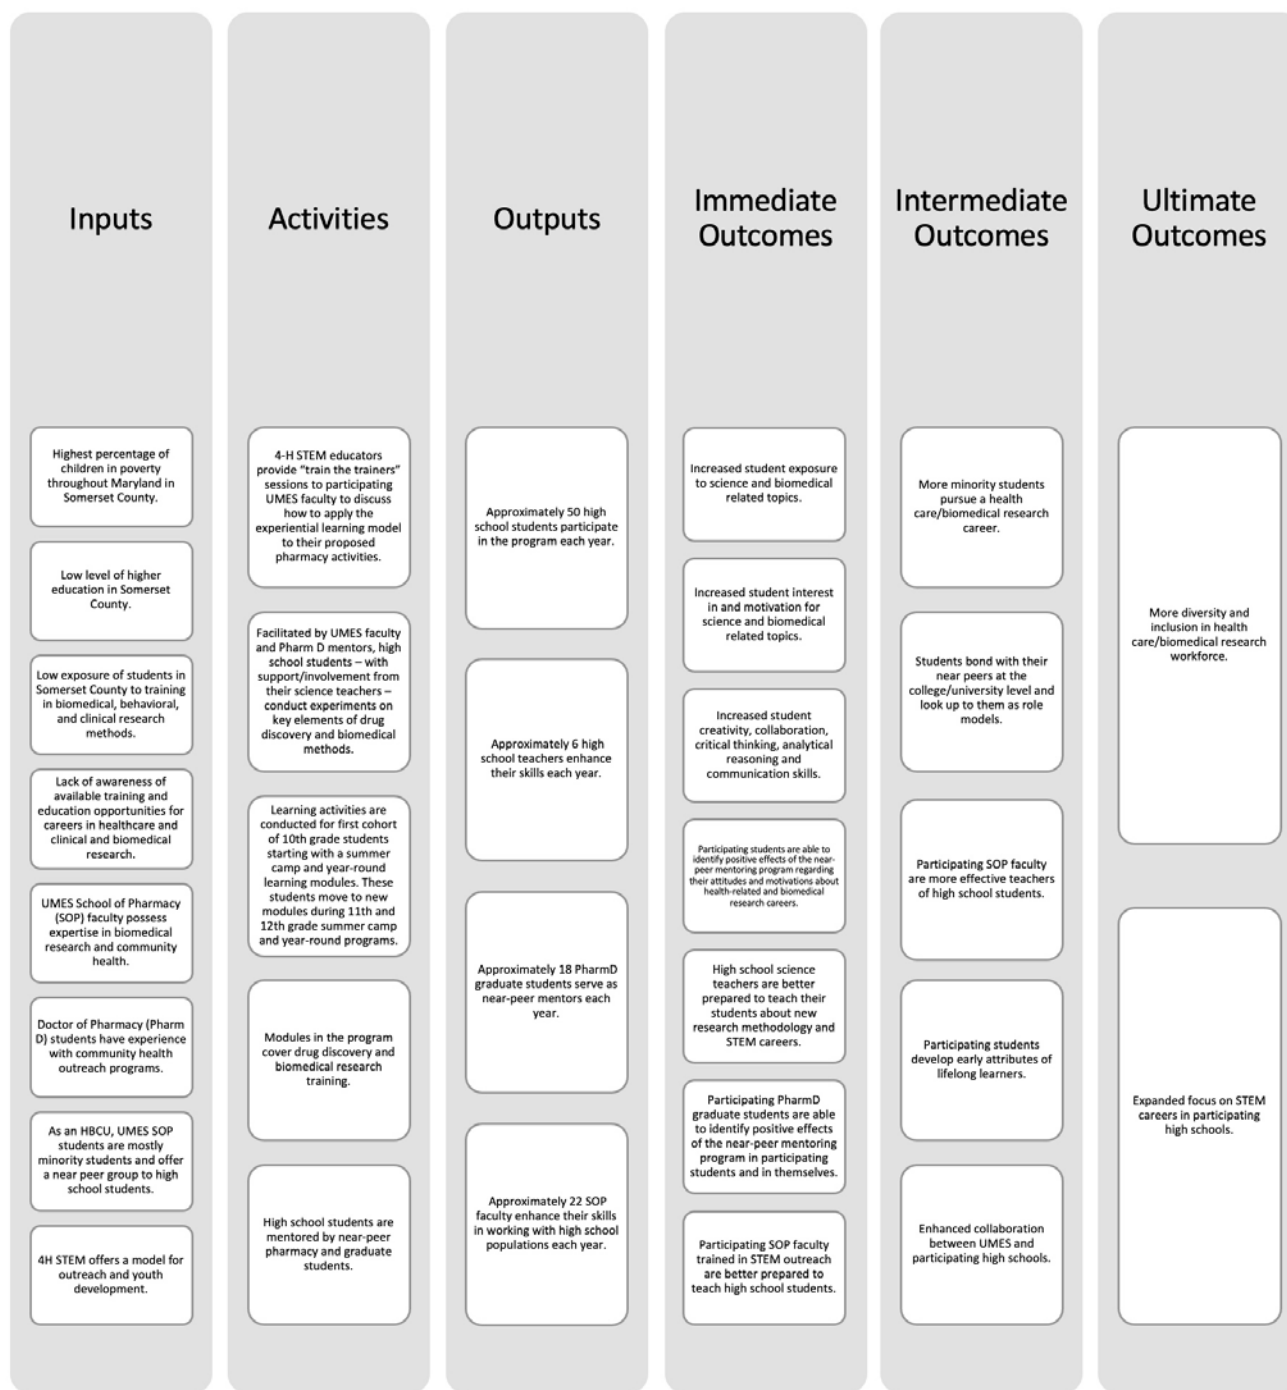 Inputs
Highest percentage of
children in poverty
throughout Maryland in
Somerset County.
Low level of higher
education in Somerset
County.
Low exposure of students in
Somerset County to training
in biomedical, behavioral,
and clinical research
methods.
Lack of awareness of
available training and
education opportunities for
careers in healthcare and
clinical and biomedical
research.
UMES School of Pharmacy
(SOP) faculty possess
expertise in biomedical
research and community
health.
Doctor of Pharmacy (Pharm
D) students have experience
with community health
outreach programs.
As an HBCU, UMES SOP
students are mostly
minority students and offer
a near peer group to high
school students.
4H STEM offers a model for
outreach and youth
development.
Activities
4-H STEM educators
provide “train the trainers”
sessions to participating
UMES faculty to discuss
how to apply the
experiential learning model
to their proposed
pharmacy activities.
Facilitated by UMES faculty
and Pharm D mentors, high
school students – with
support/involvement from
their science teachers –
conduct experiments on
key elements of drug
discovery and biomedical
methods.
Learning activities are
conducted for first cohort
of 10th grade students
starting with a summer
camp and year-round
learning modules. These
students move to new
modules during 11th and
12th grade summer camp
and year-round programs.
Modules in the program
cover drug discovery and
biomedical research
training.
High school students are
mentored by near-peer
pharmacy and graduate
students.
Outputs
Approximately 50 high
school students participate
in the program each year.
Approximately 6 high
school teachers enhance
their skills each year.
Approximately 18 PharmD
graduate students serve as
near-peer mentors each
year.
Approximately 22 SOP
faculty enhance their skills
in working with high school
populations each year.
Immediate
Outcomes
Increased student exposure
to science and biomedical
related topics.
Increased student interest
in and motivation for
science and biomedical
related topics.
Increased student
creativity, collaboration,
critical thinking, analytical
reasoning and
communication skills.
Participating students are able to
identify positive effects of the near-
peer mentoring program regarding
their attitudes and motivations about
health-related and biomedical
research careers.
High school science
teachers are better
prepared to teach their
students about new
research methodology and
STEM careers.
Participating PharmD
graduate students are able
to identify positive effects
of the near-peer mentoring
program in participating
students and in themselves.
Participating SOP faculty
trained in STEM outreach
are better prepared to
teach high school students.
Intermediate
Outcomes
More minority students
pursue a health
care/biomedical research
career.
Students bond with their
near peers at the
college/university level and
look up to them as role
models.
Participating SOP faculty
are more effective teachers
of high school students.
Participating students
develop early attributes of
lifelong learners.
Enhanced collaboration
between UMES and
participating high schools.
Ultimate
Outcomes
More diversity and
inclusion in health
care/biomedical research
workforce.
Expanded focus on STEM
careers in participating
high schools.